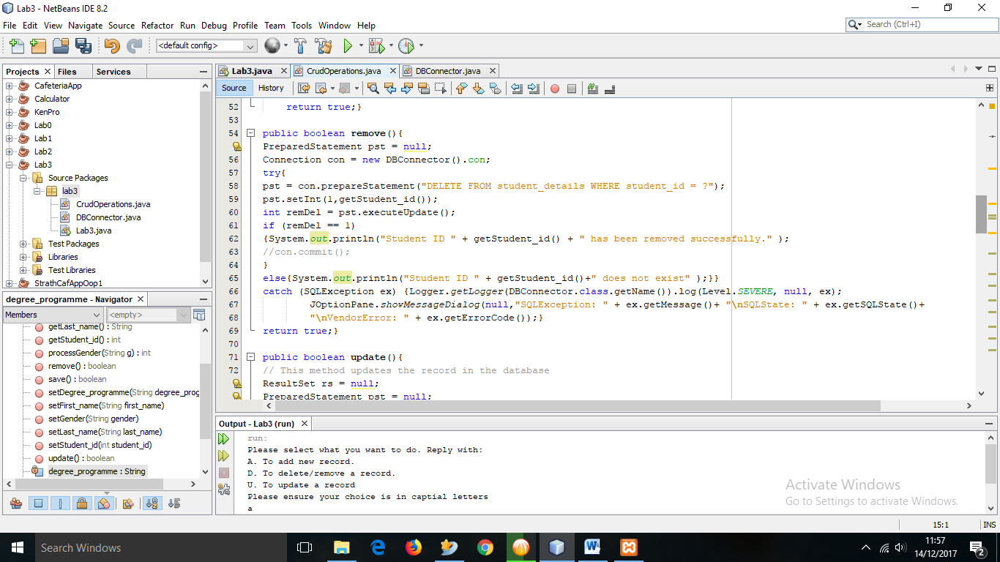 Lab3 - NetBeans IDE 8.2
File Edit View Navigate Source Refactor Run Debug Profile Team Tools Window Help
Search (Ctrl+I)
<default config>
Projects Files Services
CafeteriaApp
Calculator
KenPro
Lab0
Lab1
Lab2
Lab3
Source Packages
lab3
CrudOperations.java
DBConnector.java
Lab3.java
Test Packages
Libraries
Test Libraries
StrathCafAppOop1
degree_programme - Navigator
Members <empty>
getLast_name() : String
getStudent_id() : int
processGender(String g) : int
remove() : boolean
save() : boolean
setDegree_programme(String degree_prog
setFirst_name(String first_name)
setGender(String gender)
setLast_name(String last_name)
setStudent_id(int student_id)
update() : boolean
degree_programme : String
Lab3.java CrudOperations.java DBConnector.java
Source History
52 return true;}
53
54 public boolean remove(){
PreparedStatement pst = null;
56 Connection con = new DBConnector().con;
57 try{
58 pst = con.prepareStatement("DELETE FROM student_details WHERE student_id = ?");
59 pst.setInt(1,getStudent_id());
60 int remDel = pst.executeUpdate();
61 if (remDel == 1)
62 {System.out.println("Student ID " + getStudent_id() + " has been removed successfully." );
63 //con.commit();
64 }
65 else{System.out.println("Student ID " + getStudent_id()+" does not exist" );}}
66 catch (SQLException ex) {Logger.getLogger(DBConnector.class.getName()).log(Level.SEVERE, null, ex);
67 JOptionPane.showMessageDialog(null,"SQLException: " + ex.getMessage()+ "\nSQLState: " + ex.getSQLState()+
68 "\nVendorError: " + ex.getErrorCode());}
69 return true;}
70
71 public boolean update(){
72 // This method updates the record in the database
ResultSet rs = null;
PreparedStatement pst = null;
Output - Lab3 (run)
run:
Please select what you want to do. Reply with:
A. To add new record.
D. To delete/remove a record.
U. To update a record
Please ensure your choice is in captial letters
a
Activate Windows
Go to Settings to activate Windows.
15:1 INS
Search Windows
11:57
14/12/2017
2